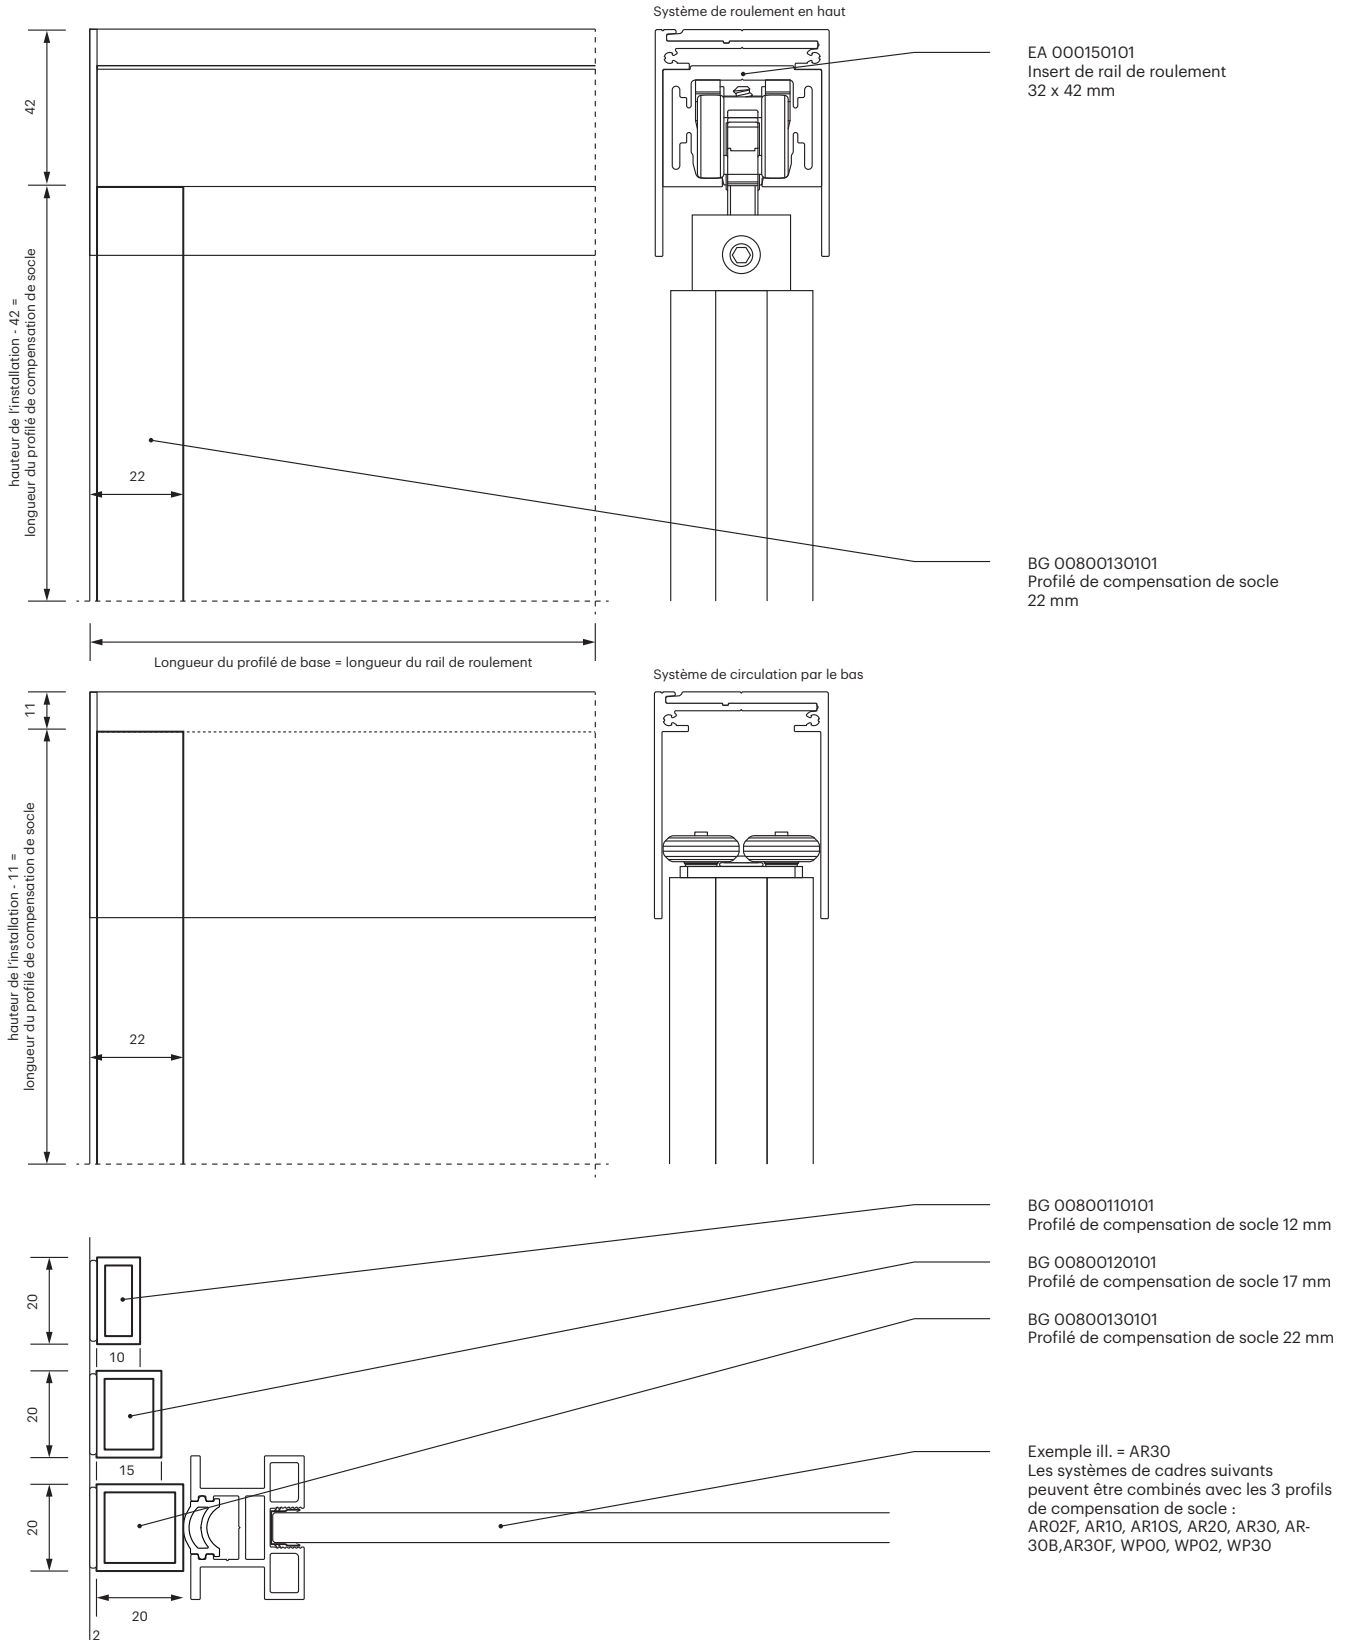 Système de roulement en haut
EA 000150101
Insert de rail de roulement
32 x 42 mm
42
hauteur de l'installation - 42 =
longueur du profilé de compensation de socle
22
BG 00800130101
Profilé de compensation de socle
22 mm
Longueur du profilé de base = longueur du rail de roulement
Système de circulation par le bas
11
hauteur de l'installation - 11 =
longueur du profilé de compensation de socle
22
BG 00800110101
Profilé de compensation de socle 12 mm
BG 00800120101
Profilé de compensation de socle 17 mm
BG 00800130101
Profilé de compensation de socle 22 mm
20
10
20
15
20
20
2
Exemple ill. = AR30
Les systèmes de cadres suivants
peuvent être combinés avec les 3 profils
de compensation de socle :
AR02F, AR10, AR10S, AR20, AR30, AR-
30B,AR30F, WP00, WP02, WP30